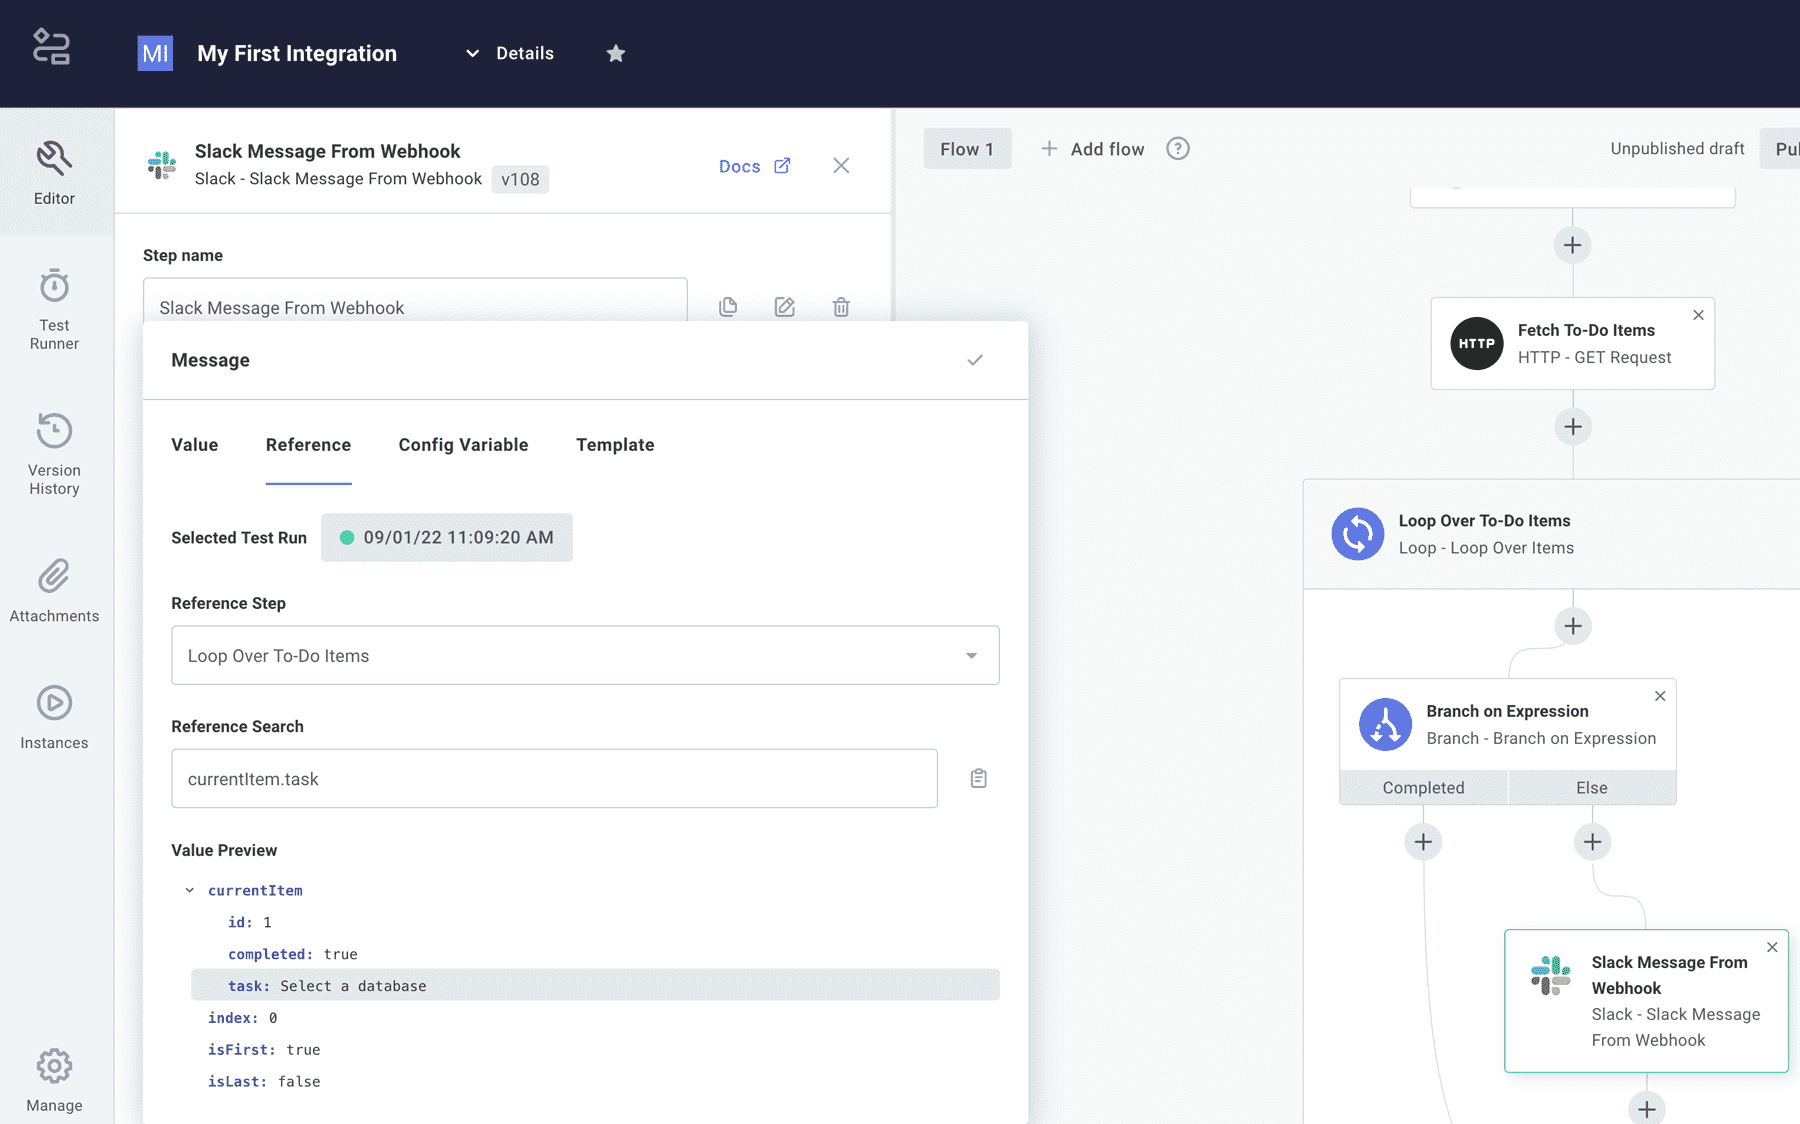 MI My First Integration Details
Editor
Test
Runner
Version
History
Attachments
Instances
Manage
Slack Message From Webhook
Slack - Slack Message From Webhook v108
Docs
Step name
Slack Message From Webhook
Message
Value Reference Config Variable Template
Selected Test Run 09/01/22 11:09:20 AM
Reference Step
Loop Over To-Do Items
Reference Search
currentItem.task
Value Preview
currentItem
id: 1
completed: true
task: Select a database
index: 0
isFirst: true
isLast: false
Flow 1 + Add flow ? Unpublished draft
HTTP
Fetch To-Do Items
HTTP - GET Request
Loop Over To-Do Items
Loop - Loop Over Items
Branch on Expression
Branch - Branch on Expression
Completed Else
Slack Message From
Webhook
Slack - Slack Message
From Webhook